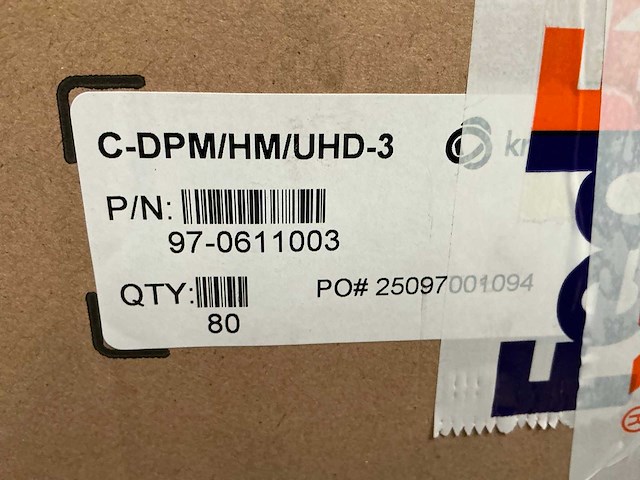 C-DPM/HM/UHD-3
P/N:
97-0611003
QTY:
80
PO# 25097001094